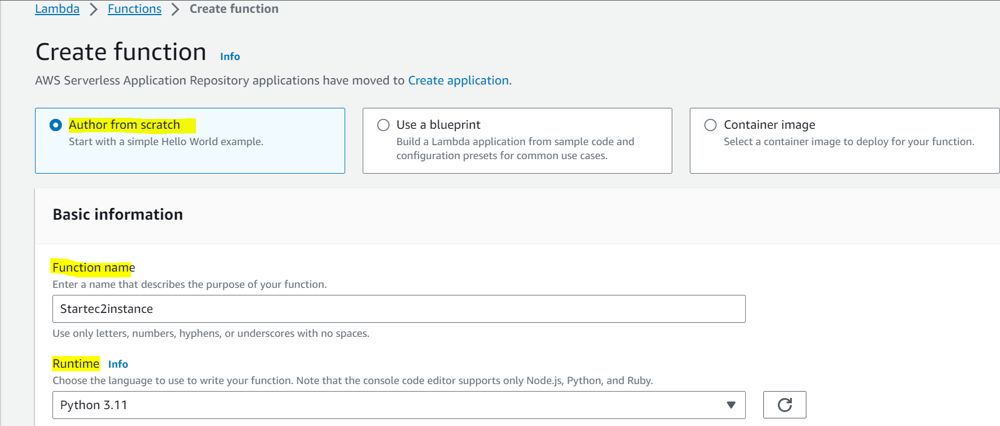 Lambda > Functions > Create function
Create function Info
AWS Serverless Application Repository applications have moved to Create application.
Author from scratch
Start with a simple Hello World example.
Use a blueprint
Build a Lambda application from sample code and
configuration presets for common use cases.
Container image
Select a container image to deploy for your function.
Basic information
Function name
Enter a name that describes the purpose of your function.
Startec2instance
Use only letters, numbers, hyphens, or underscores with no spaces.
Runtime Info
Choose the language to use to write your function. Note that the console code editor supports only Node.js, Python, and Ruby.
Python 3.11